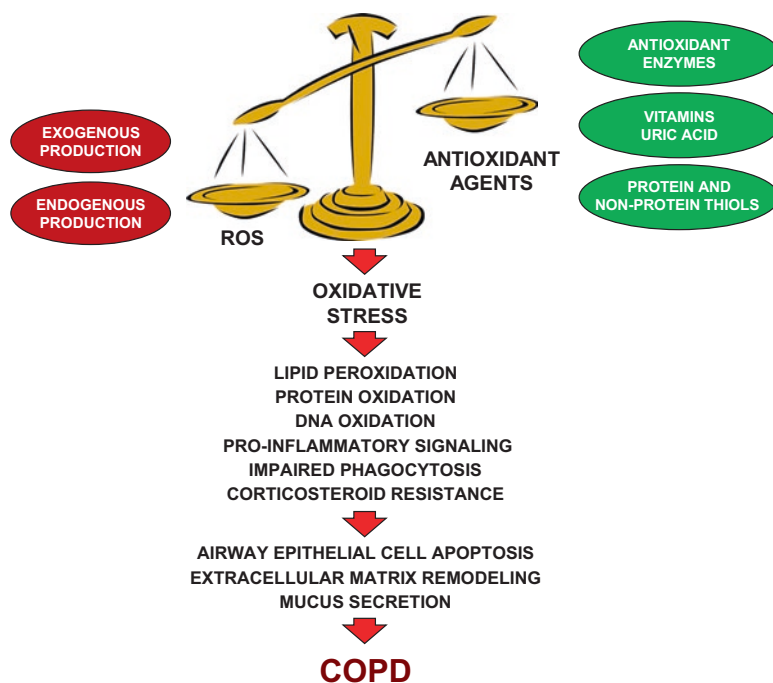 EXOGENOUS
PRODUCTION
ENDOGENOUS
PRODUCTION
ROS
ANTIOXIDANT
AGENTS
ANTIOXIDANT
ENZYMES
VITAMINS
URIC ACID
PROTEIN AND
NON-PROTEIN THIOLS
OXIDATIVE
STRESS
LIPID PEROXIDATION
PROTEIN OXIDATION
DNA OXIDATION
PRO-INFLAMMATORY SIGNALING
IMPAIRED PHAGOCYTOSIS
CORTICOSTEROID RESISTANCE
AIRWAY EPITHELIAL CELL APOPTOSIS
EXTRACELLULAR MATRIX REMODELING
MUCUS SECRETION
COPD